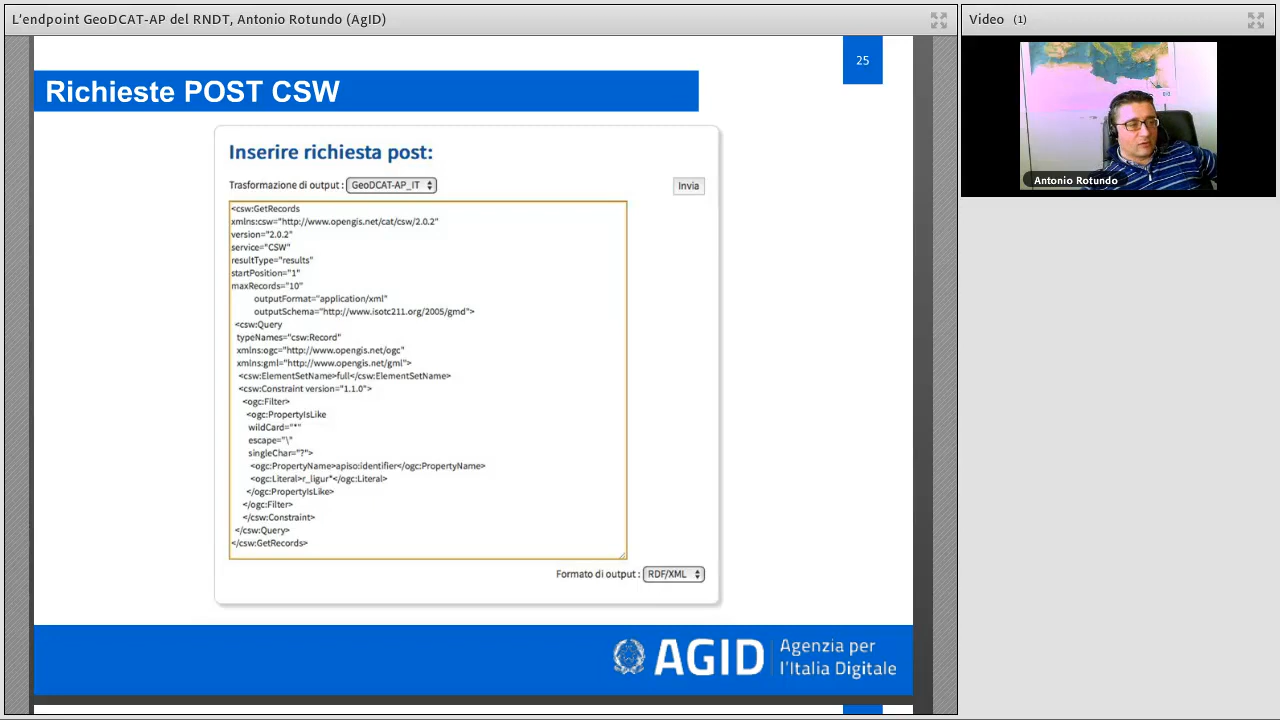 L'endpoint GeoDCAT-AP del RNDT, Antonio Rotundo (AgID)
Video (1)
25
Richieste POST CSW
Inserire richiesta post:
Trasformazione di output : GeoDCAT-AP_IT
Invia
<csw:GetRecords
xmlns:csw="http://www.opengis.net/cat/csw/2.0.2"
version="2.0.2"
service="CSW"
resultType="results"
startPosition="1"
maxRecords="10"
outputFormat="application/xml"
outputSchema="http://www.isotc211.org/2005/gmd">
<csw:Query
typeNames="csw:Record"
xmlns:ogc="http://www.opengis.net/ogc"
xmlns:gml="http://www.opengis.net/gml">
<csw:ElementSetName>full</csw:ElementSetName>
<csw:Constraint version="1.1.0">
<ogc:Filter>
<ogc:PropertyIsLike
wildCard="*"
escape="\"
singleChar="?">
<ogc:PropertyName>apiso:identifier</ogc:PropertyName>
<ogc:Literal>r_ligur*</ogc:Literal>
</ogc:PropertyIsLike>
</ogc:Filter>
</csw:Constraint>
</csw:Query>
</csw:GetRecords>
Formato di output : RDF/XML
AGID
Agenzia per
l'Italia Digitale
Antonio Rotundo